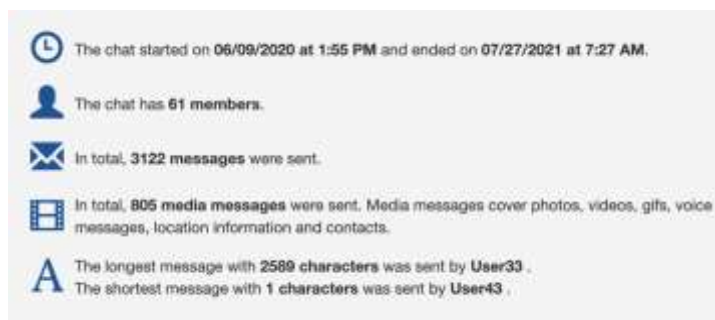 The chat started on 06/09/2020 at 1:55 PM and ended on 07/27/2021 at 7:27 AM.
The chat has 61 members.
In total, 3122 messages were sent.
In total, 805 media messages were sent. Media messages cover photos, videos, gifs, voice
messages, location information and contacts.
A
The longest message with 2589 characters was sent by User33 .
The shortest message with 1 characters was sent by User43 .